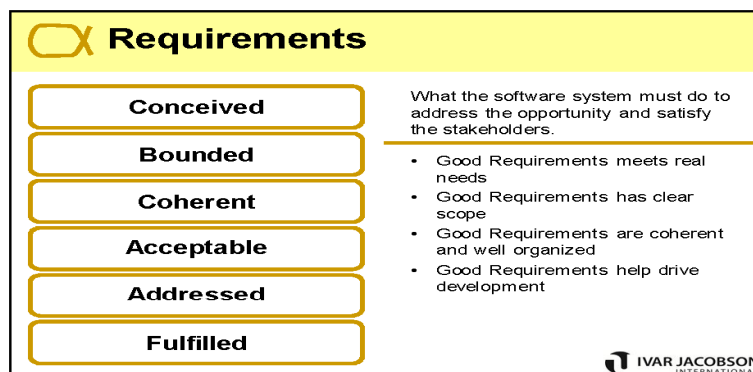 Requirements
Conceived
Bounded
Coherent
Acceptable
Addressed
Fulfilled
What the software system must do to
address the opportunity and satisfy
the stakeholders.
• Good Requirements meets real
needs
• Good Requirements has clear
scope
• Good Requirements are coherent
and well organized
• Good Requirements help drive
development
IVAR JACOBSON
INTERNATIONAL